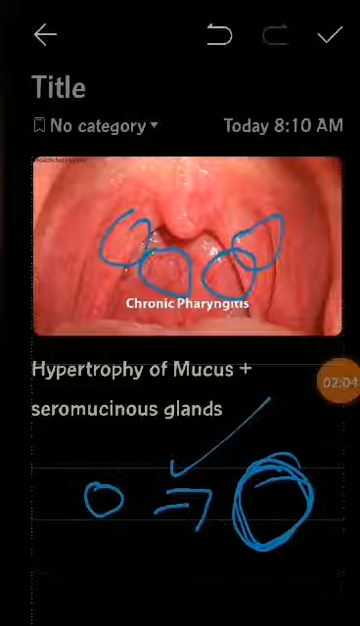 Title
No category
Today 8:10 AM
Chronic Pharyngitis
Hypertrophy of Mucus +
seromucinous glands
02:04